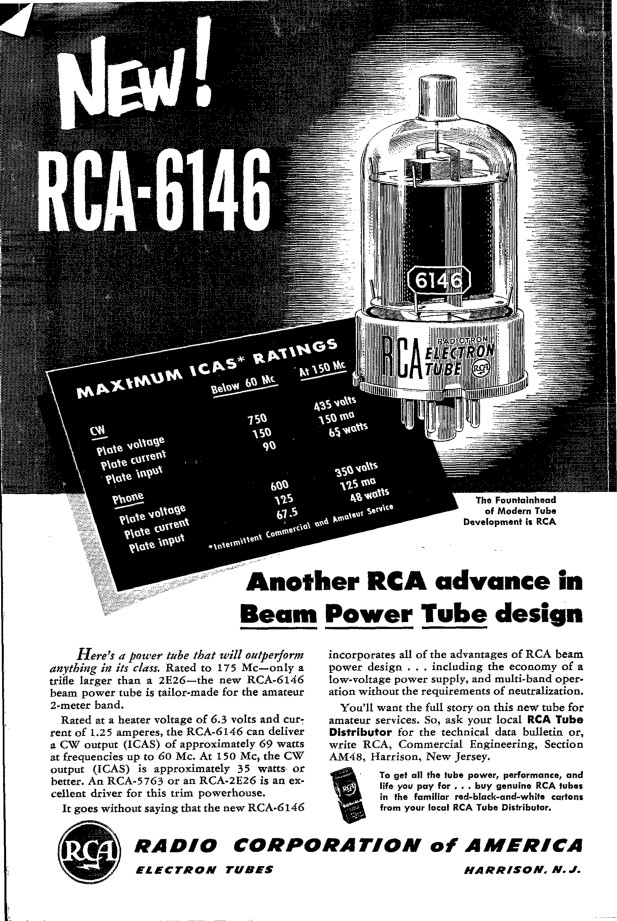 NEW!
RCA-6146
6146
RCA RADIOTRON
ELECTRON
TUBE RCA
MAXIMUM ICAS* RATINGS
Below 60 Mc At 150 Mc
CW
Plate voltage 750 435 volts
Plate current 150 150 ma
Plate input 90 65 watts
Phone
Plate voltage 600 350 volts
Plate current 125 125 ma
Plate input 67.5 48 watts
*Intermittent Commercial and Amateur Service
The Fountainhead
of Modern Tube
Development is RCA
Another RCA advance in
Beam Power Tube design
Here's a power tube that will outperform
anything in its class. Rated to 175 Mc—only a
trifle larger than a 2E26—the new RCA-6146
beam power tube is tailor-made for the amateur
2-meter band.
Rated at a heater voltage of 6.3 volts and cur-
rent of 1.25 amperes, the RCA-6146 can deliver
a CW output (ICAS) of approximately 69 watts
at frequencies up to 60 Mc. At 150 Mc, the CW
output (ICAS) is approximately 35 watts or
better. An RCA-5763 or an RCA-2E26 is an ex-
cellent driver for this trim powerhouse.
It goes without saying that the new RCA-6146
incorporates all of the advantages of RCA beam
power design . . . including the economy of a
low-voltage power supply, and multi-band oper-
ation without the requirements of neutralization.
You'll want the full story on this new tube for
amateur services. So, ask your local RCA Tube
Distributor for the technical data bulletin or,
write RCA, Commercial Engineering, Section
AM48, Harrison, New Jersey.
To get all the tube power, performance, and
life you pay for . . . buy genuine RCA tubes
in the familiar red-black-and-white cartons
from your local RCA Tube Distributor.
RCA
RADIO CORPORATION of AMERICA
ELECTRON TUBES HARRISON, N.J.